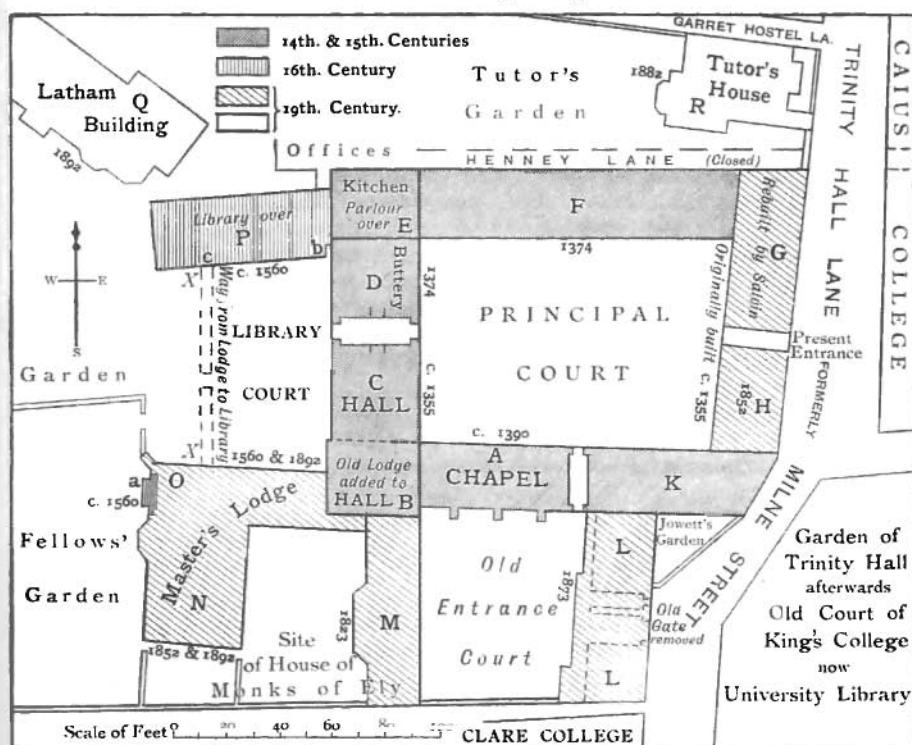 GARRET HOSTEL LA.
14th. & 15th. Centuries
16th. Century
19th. Century.
Latham
Q
Building
1892
Tutor's
Garden
1882
Tutor's
House
R
TRINITY HALL LANE
FORMERLY
MILNE STREET
CAIUS
COLLEGE
Offices
HENNEY LANE (Closed)
Library over
P
c
b
c. 1560
Kitchen
Parlour
over
E
F
1374
G
Rebuilt by Salvin
Originally built c. 1355
D
Buttery
1374
W
E
S
Garden
X
Way from Lodge to Library
X
LIBRARY
COURT
PRINCIPAL
COURT
Present
Entrance
C
HALL
c. 1355
1852
H
c. 1390
1560 & 1892
Old Lodge
added to
HALL B
A
CHAPEL
K
a
c. 1560
O
Master's Lodge
N
1852 & 1892
Fellows'
Garden
Site
of House of
Monks of Ely
1823
M
Old
Entrance
Court
1873
L
L
Jowett's
Garden
Old
Gate
removed
Garden of
Trinity Hall
afterwards
Old Court of
King's College
now
University Library
Scale of Feet 0 20 40 60 80
CLARE COLLEGE